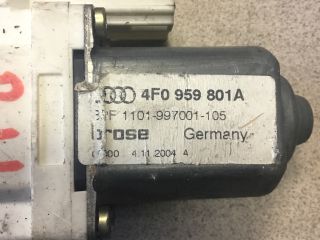 4F0 959 801A
1101-997001-105
brose Germany
4.11.2004 A